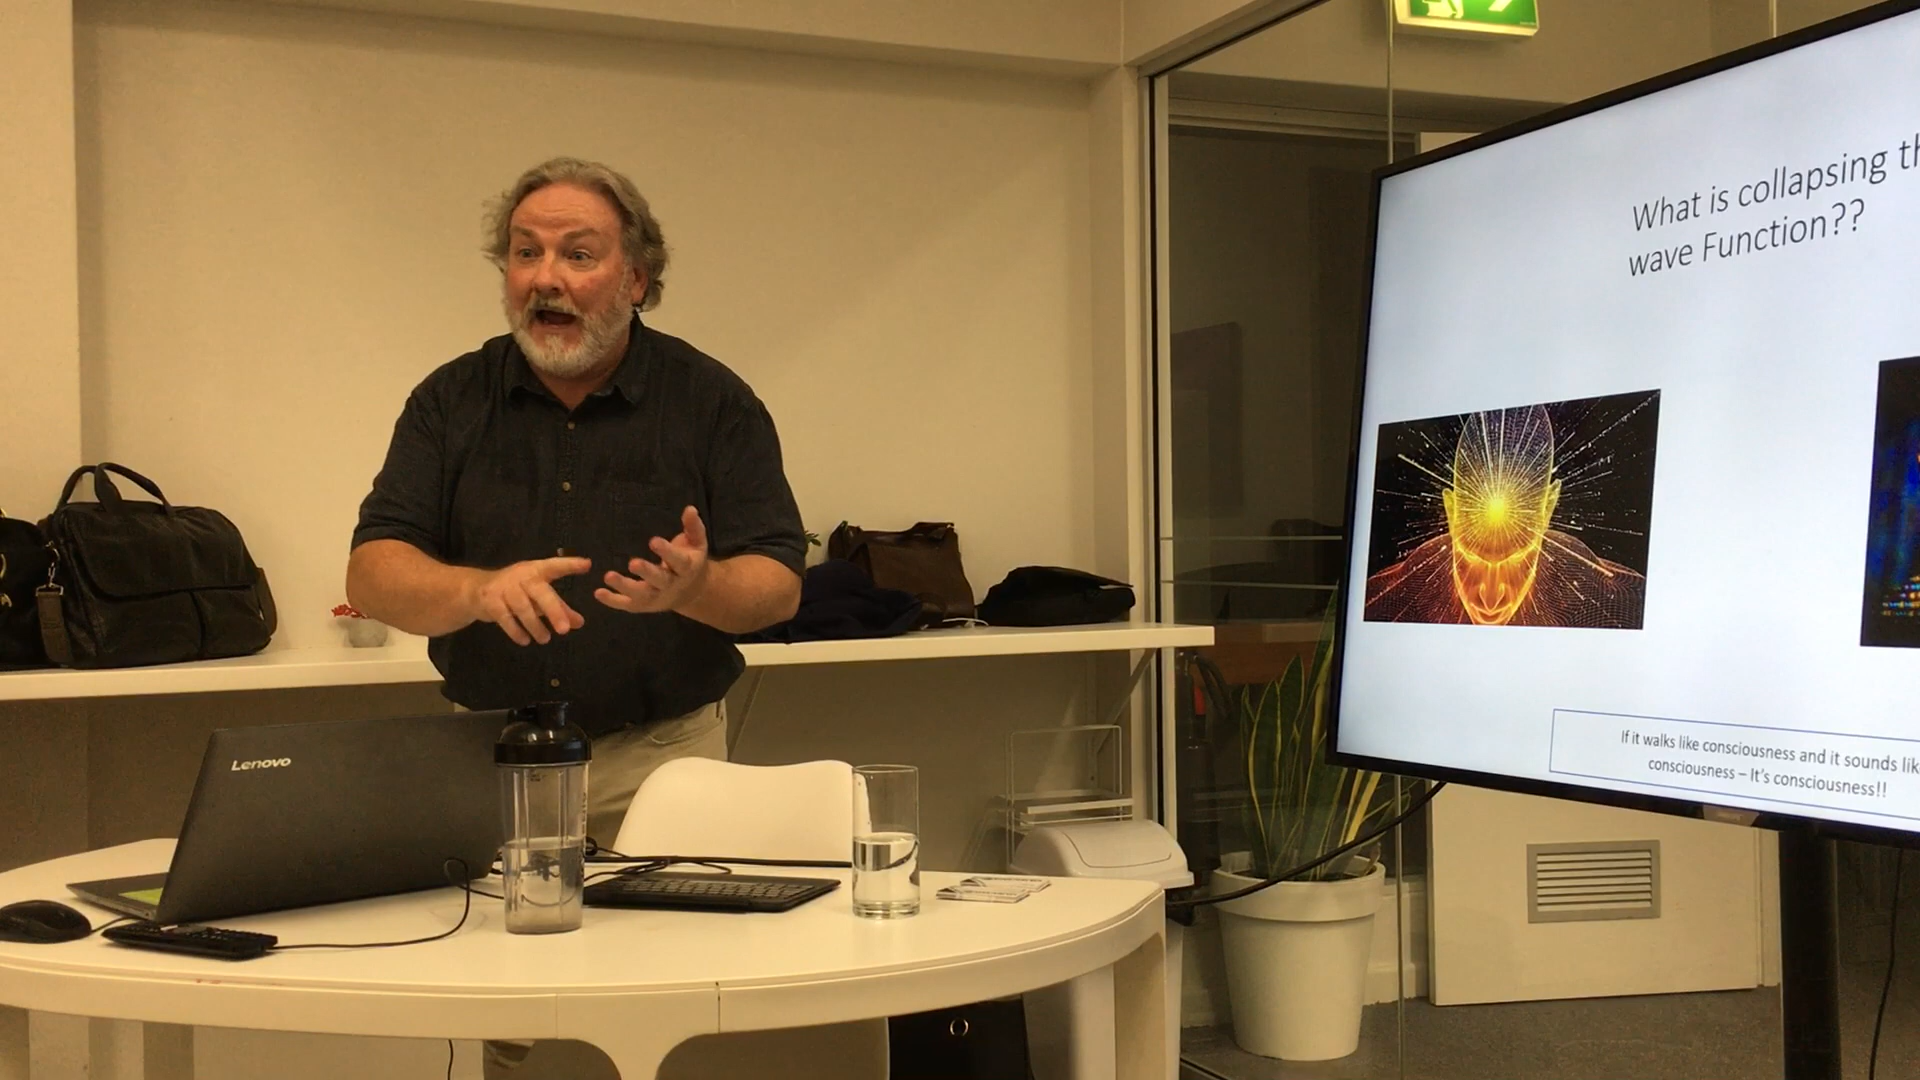 What is collapsing th
wave Function??
If it walks like consciousness and it sounds lik
consciousness – It's consciousness!!
Lenovo